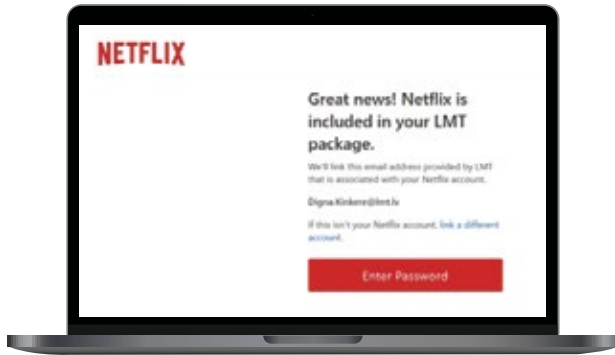 NETFLIX
Great news! Netflix is
included in your LMT
package.
We'll link this email address provided by LMT
that is associated with your Netflix account.
Digna.Kinkere@lmt.lv
If this isn't your Netflix account, link a different
account.
Enter Password